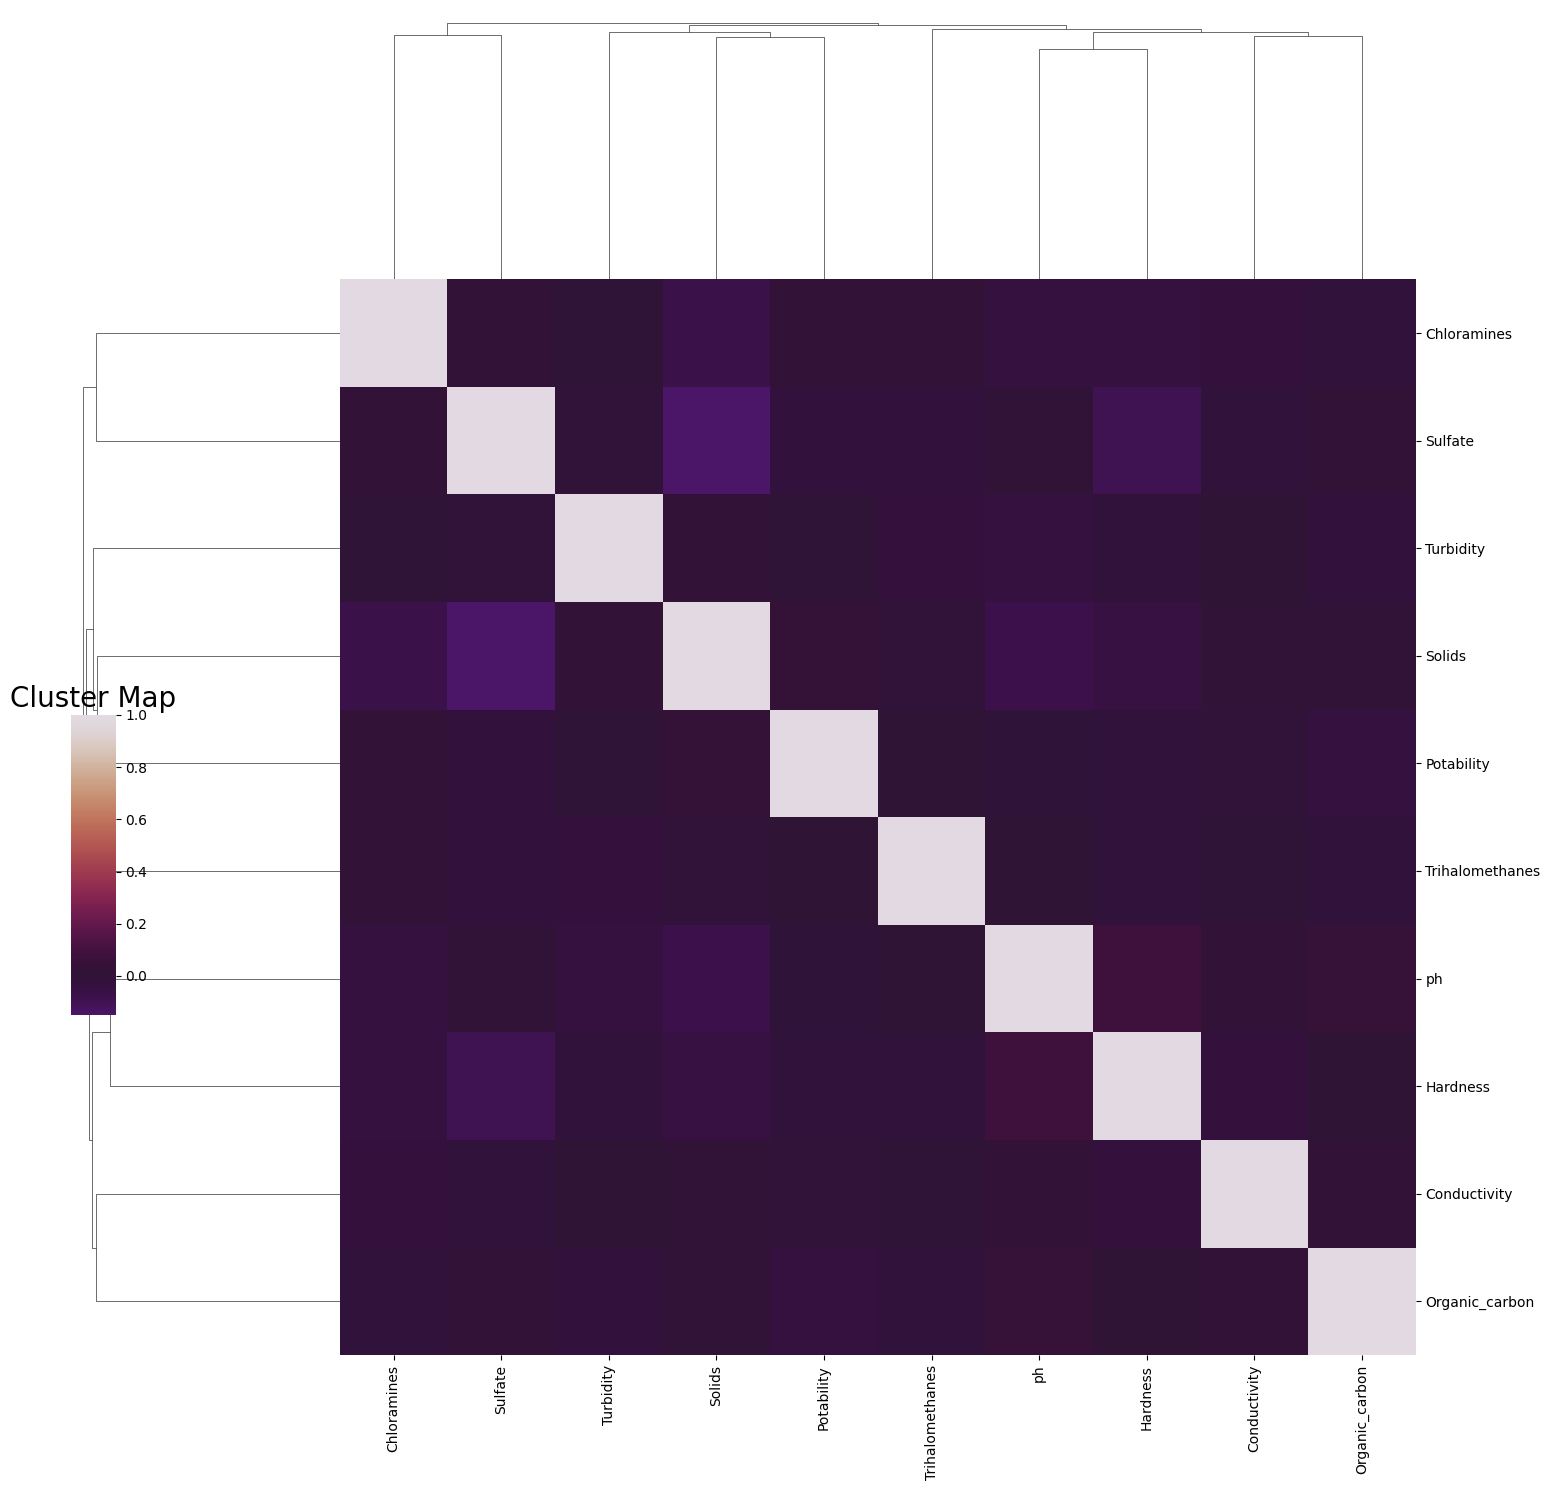 Chloramines
Sulfate
Turbidity
Solids
Cluster Map
1.0
Potability
0.8
0.6
Trihalomethanes
0.4
0.2
0.0
ph
Hardness
Conductivity
Organic_carbon
Chloramines
Sulfate
Turbidity
Solids
Potability
Trihalomethanes
ph
Hardness
Conductivity
Organic_carbon